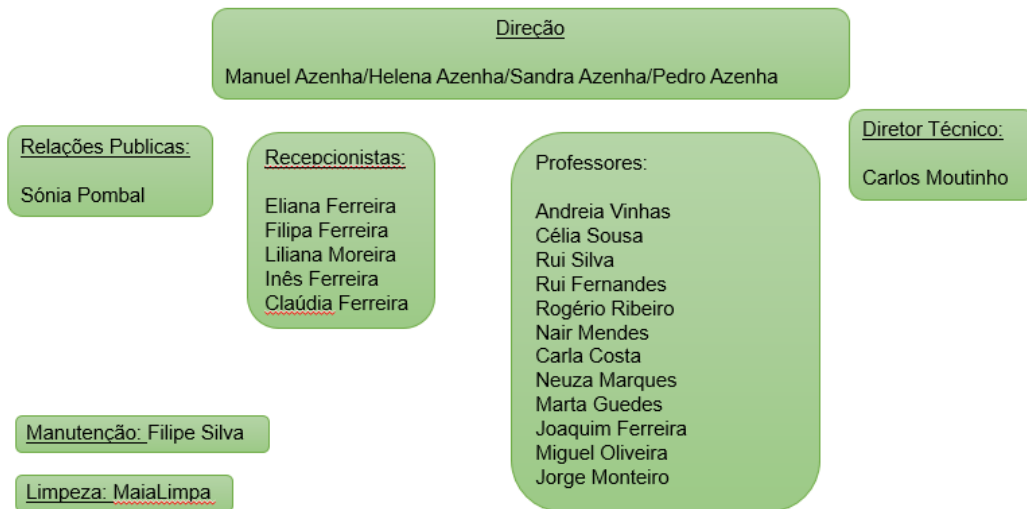 Direção
Manuel Azenha/Helena Azenha/Sandra Azenha/Pedro Azenha
Relações Publicas:
Sónia Pombal
Recepcionistas:
Eliana Ferreira
Filipa Ferreira
Liliana Moreira
Inês Ferreira
Claúdia Ferreira
Professores:
Andreia Vinhas
Célia Sousa
Rui Silva
Rui Fernandes
Rogério Ribeiro
Nair Mendes
Carla Costa
Neuza Marques
Marta Guedes
Joaquim Ferreira
Miguel Oliveira
Jorge Monteiro
Diretor Técnico:
Carlos Moutinho
Manutenção: Filipe Silva
Limpeza: MaiaLimpa